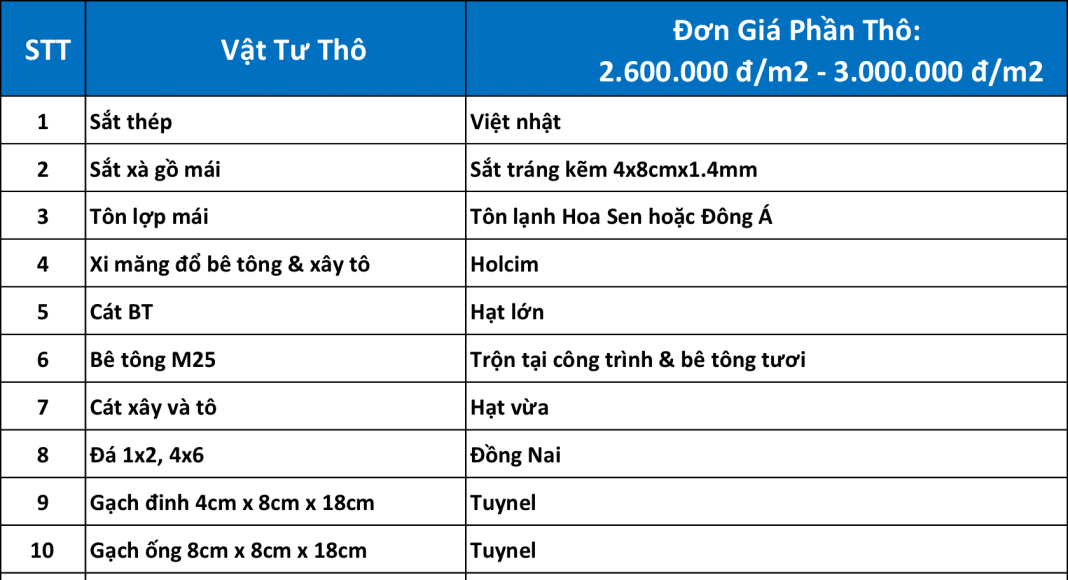 STT
Vật Tư Thô
Đơn Giá Phần Thô:
2.600.000 đ/m2 - 3.000.000 đ/m2
1 Sắt thép Việt nhật
2 Sắt xà gồ mái Sắt tráng kẽm 4x8cmx1.4mm
3 Tôn lợp mái Tôn lạnh Hoa Sen hoặc Đông Á
4 Xi măng đổ bê tông & xây tô Holcim
5 Cát BT Hạt lớn
6 Bê tông M25 Trộn tại công trình & bê tông tươi
7 Cát xây và tô Hạt vừa
8 Đá 1x2, 4x6 Đồng Nai
9 Gạch đinh 4cm x 8cm x 18cm Tuynel
10 Gạch ống 8cm x 8cm x 18cm Tuynel